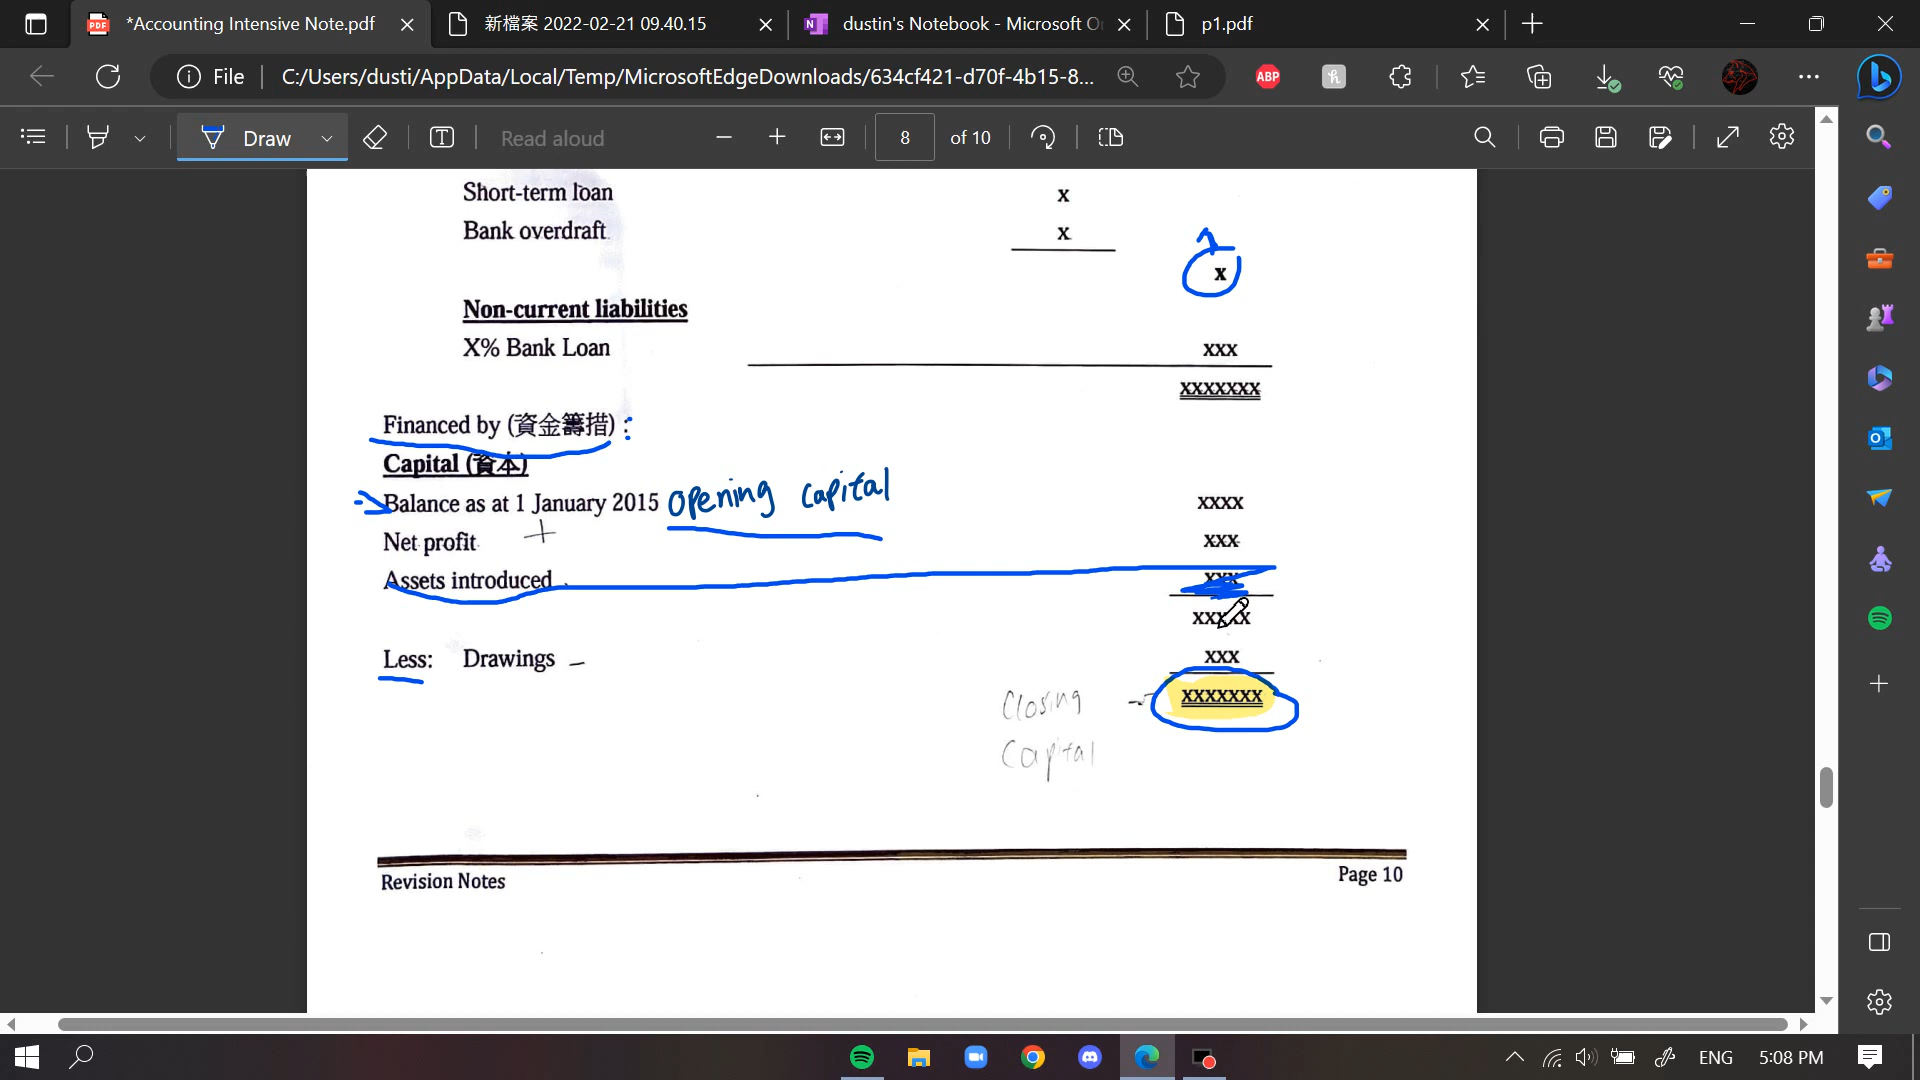 *Accounting Intensive Note.pdf
新檔案 2022-02-21 09.40.15
dustin's Notebook - Microsoft O
p1.pdf
File
C:/Users/dusti/AppData/Local/Temp/MicrosoftEdgeDownloads/634cf421-d70f-4b15-8...
ABP
Draw
Read aloud
8 of 10
Short-term loan x
Bank overdraft x
x
Non-current liabilities
X% Bank Loan xxx
xxxxxxx
Financed by (資金籌措) :
Capital (資本)
Balance as at 1 January 2015 opening capital xxxx
Net profit + xxx
Assets introduced xxx
xxxxx
Less: Drawings – xxx
Closing xxxxxxx
Capital
Revision Notes Page 10
ENG 5:08 PM